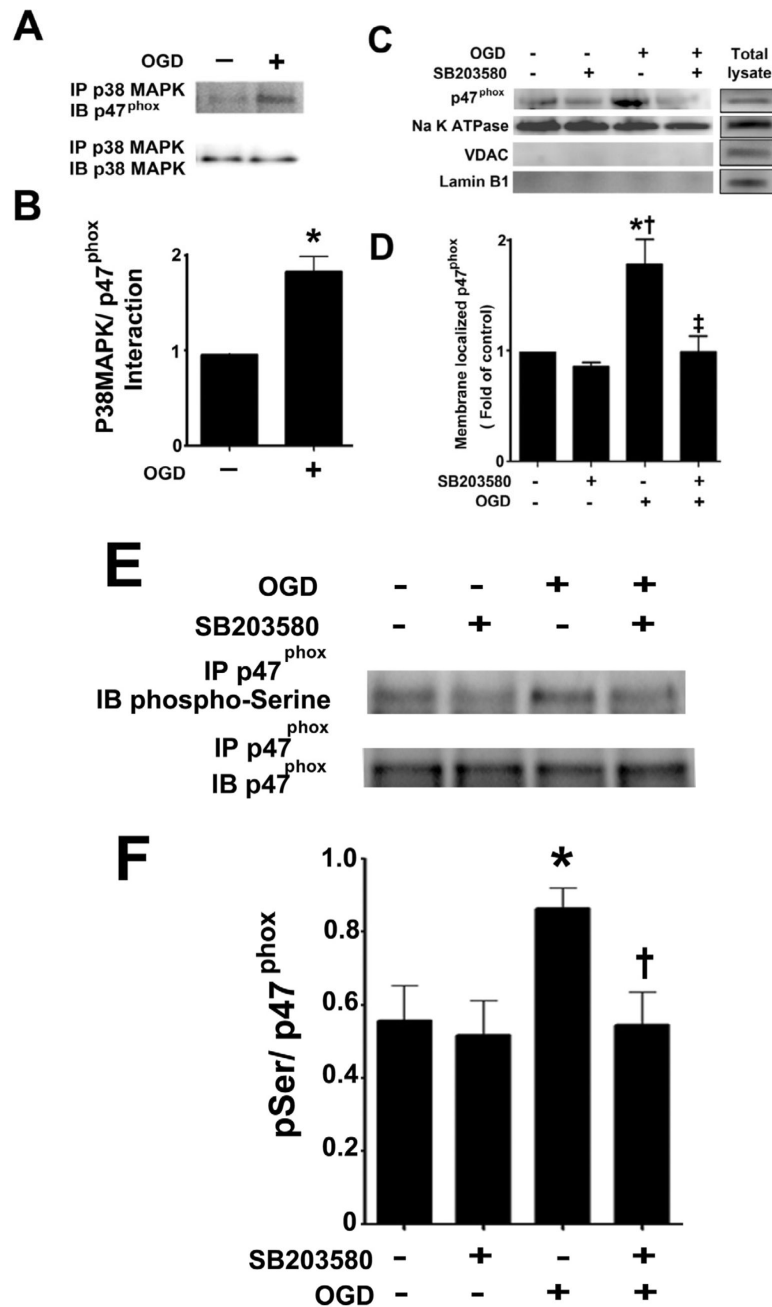 A
OGD – +
IP p38 MAPK
IB p47phox
IP p38 MAPK
IB p38 MAPK
B
P38MAPK/ p47phox
Interaction
2
1
0
*
OGD – +
C
OGD - - + +
SB203580 - + - +
Total
lysate
p47phox
Na K ATPase
VDAC
Lamin B1
D
Membrane localized p47phox
( Fold of control)
2
1
0
*†
‡
SB203580 - + - +
OGD - - + +
E
OGD - - + +
SB203580 - + - +
IP p47phox
IB phospho-Serine
IP p47phox
IB p47phox
F
pSer/ p47phox
1.0
0.8
0.6
0.4
0.2
0
*
†
SB203580 - + - +
OGD - - + +